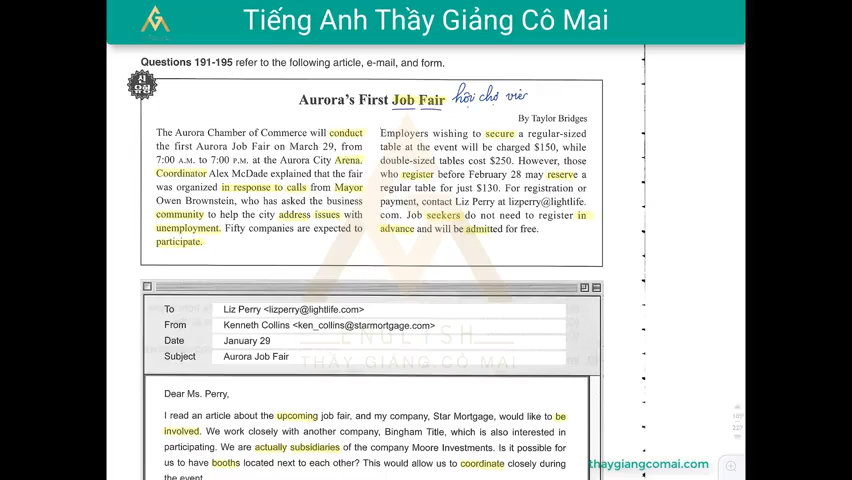 Tiếng Anh Thầy Giảng Cô Mai
Questions 191-195 refer to the following article, e-mail, and form.
Aurora's First Job Fair hội chợ việc
By Taylor Bridges
The Aurora Chamber of Commerce will conduct
the first Aurora Job Fair on March 29, from
7:00 A.M. to 7:00 P.M. at the Aurora City Arena.
Coordinator Alex McDade explained that the fair
was organized in response to calls from Mayor
Owen Brownstein, who has asked the business
community to help the city address issues with
unemployment. Fifty companies are expected to
participate.
Employers wishing to secure a regular-sized
table at the event will be charged $150, while
double-sized tables cost $250. However, those
who register before February 28 may reserve a
regular table for just $130. For registration or
payment, contact Liz Perry at lizperry@lightlife.
com. Job seekers do not need to register in
advance and will be admitted for free.
To Liz Perry <lizperry@lightlife.com>
From Kenneth Collins <ken_collins@starmortgage.com>
Date January 29
Subject Aurora Job Fair
ENGLISH
THẦY GIẢNG CÔ MAI
Dear Ms. Perry,
I read an article about the upcoming job fair, and my company, Star Mortgage, would like to be
involved. We work closely with another company, Bingham Title, which is also interested in
participating. We are actually subsidiaries of the company Moore Investments. Is it possible for
us to have booths located next to each other? This would allow us to coordinate closely during
the event
thaygiangcomai.com